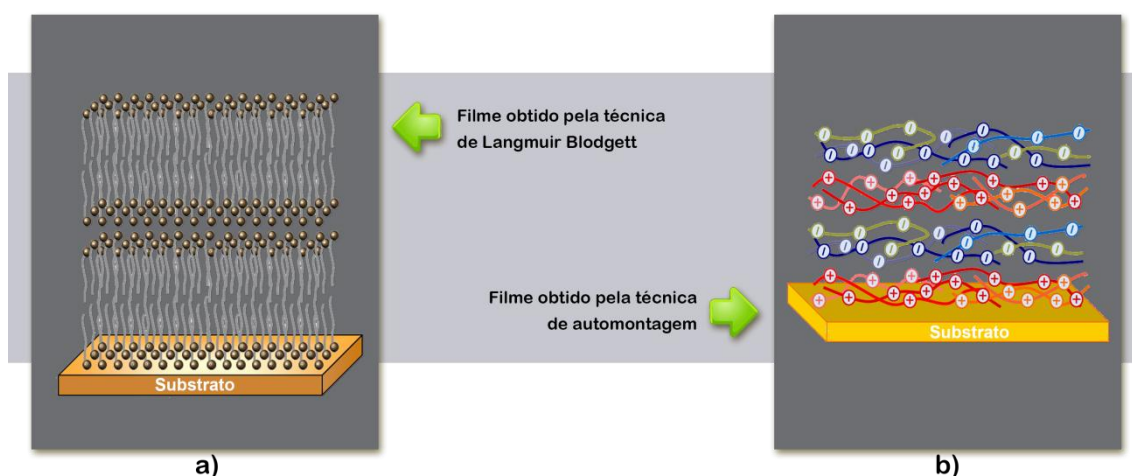 Filme obtido pela técnica
de Langmuir Blodgett
Filme obtido pela técnica
de automontagem
Substrato
Substrato
a)
b)